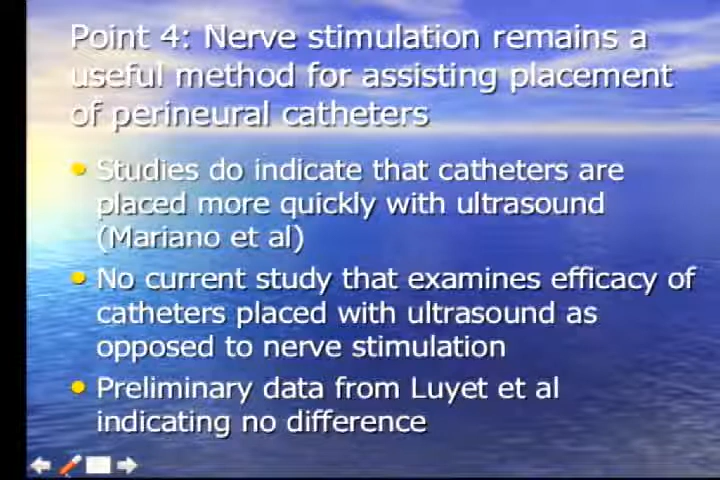 Point 4: Nerve stimulation remains a
useful method for assisting placement
of perineural catheters
Studies do indicate that catheters are
placed more quickly with ultrasound
(Mariano et al)
No current study that examines efficacy of
catheters placed with ultrasound as
opposed to nerve stimulation
Preliminary data from Luyet et al
indicating no difference